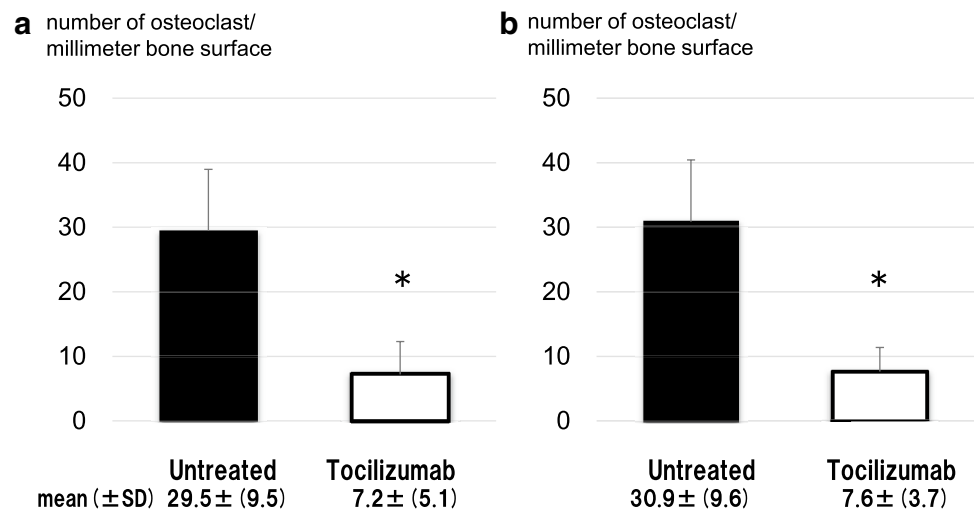 a number of osteoclast/
millimeter bone surface
50
40
30
20
10
0
*
Untreated Tocilizumab
mean (±SD) 29.5± (9.5) 7.2± (5.1)
b number of osteoclast/
millimeter bone surface
50
40
30
20
10
0
*
Untreated Tocilizumab
30.9± (9.6) 7.6± (3.7)